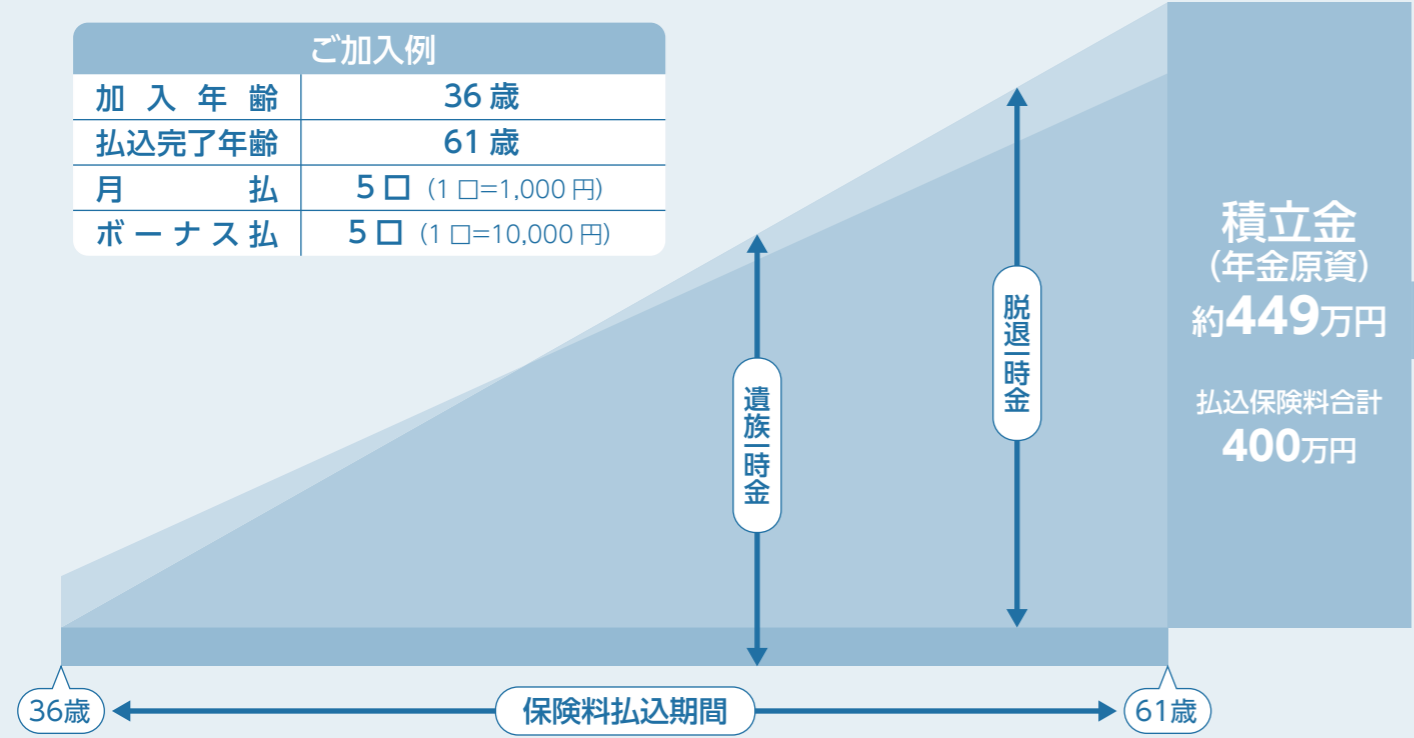 ご加入例
加入年齢 36歳
払込完了年齢 61歳
月払 5口 (1口=1,000円)
ボーナス払 5口 (1口=10,000円)
遺族一時金
脱退一時金
積立金
(年金原資)
約449万円
払込保険料合計
400万円
36歳 保険料払込期間 61歳